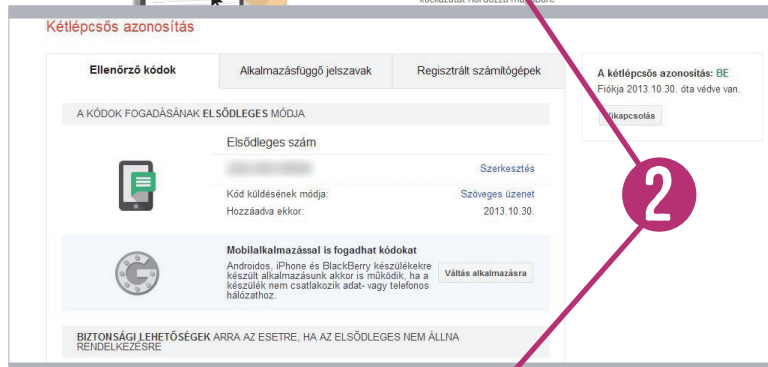 kockázatát hordozza magában.
Kétlépcsős azonosítás
Ellenőrző kódok
Alkalmazásfüggő jelszavak
Regisztrált számítógépek
A KÓDOK FOGADÁSÁNAK ELSŐDLEGES MÓDJA
Elsődleges szám
Szerkesztés
Kód küldésének módja: Szöveges üzenet
Hozzáadva ekkor: 2013.10.30.
Mobilalkalmazással is fogadhat kódokat
Androidos, iPhone és BlackBerry készülékekre
készült alkalmazásunk akkor is működik, ha a
készülék nem csatlakozik adat- vagy telefonos
hálózathoz.
Váltás alkalmazásra
BIZTONSÁGI LEHETŐSÉGEK ARRA AZ ESETRE, HA AZ ELSŐDLEGES NEM ÁLLNA
RENDELKEZÉSRE
A kétlépcsős azonosítás: BE
Fiókja 2013.10.30. óta védve van.
Kikapcsolás
2